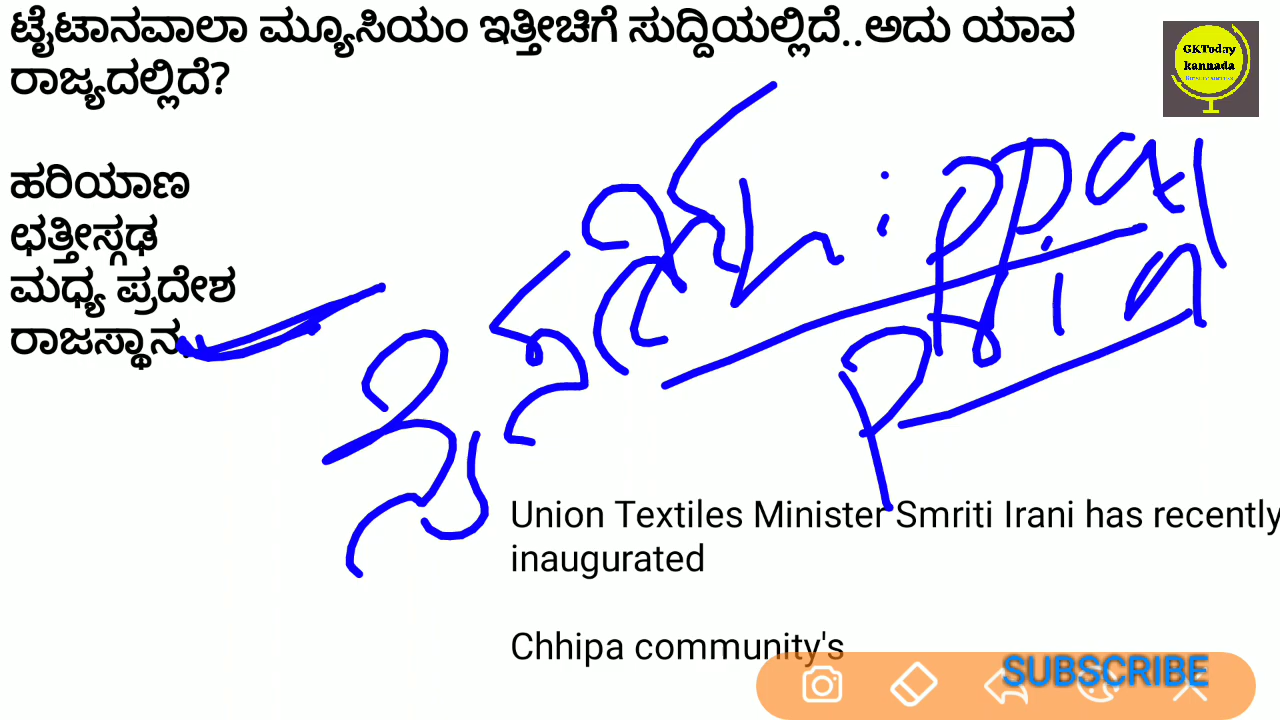 ಟೈಟಾನವಾಲಾ ಮ್ಯೂಸಿಯಂ ಇತ್ತೀಚಿಗೆ ಸುದ್ದಿಯಲ್ಲಿದೆ..ಅದು ಯಾವ
ರಾಜ್ಯದಲ್ಲಿದೆ?
GKToday
kannada
ಹರಿಯಾಣ
ಛತ್ತೀಸ್ಗಢ
ಮಧ್ಯ ಪ್ರದೇಶ
ರಾಜಸ್ಥಾನ.
Union Textiles Minister Smriti Irani has recently
inaugurated
Chhipa community's
SUBSCRIBE